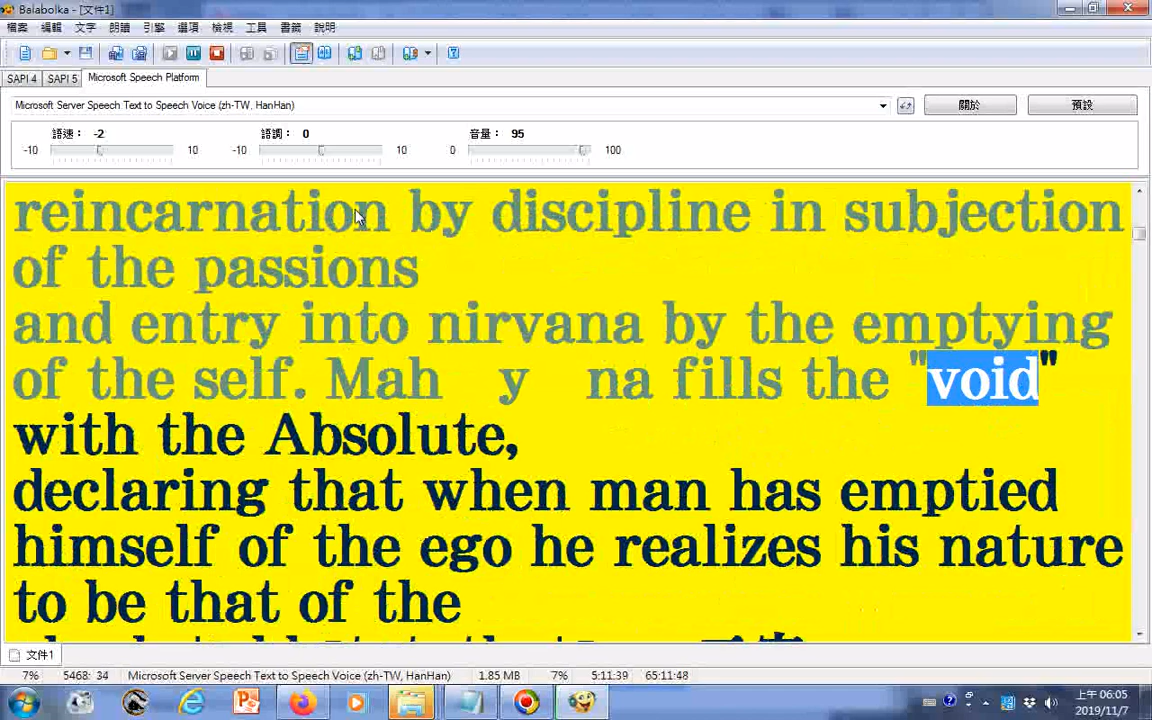 Balabolka - [文件1]
檔案 編輯 文字 朗讀 引擎 選項 檢視 工具 書籤 說明
SAPI 4 SAPI 5 Microsoft Speech Platform
Microsoft Server Speech Text to Speech Voice (zh-TW, HanHan) 關於 預設
語速： -2 語調： 0 音量： 95
-10 10 -10 10 0 100
reincarnation by discipline in subjection
of the passions
and entry into nirvana by the emptying
of the self. Mah y na fills the "void"
with the Absolute,
declaring that when man has emptied
himself of the ego he realizes his nature
to be that of the
文件1
7% 5468: 34 Microsoft Server Speech Text to Speech Voice (zh-TW, HanHan) 1.85 MB 7% 5:11:39 65:11:48
上午 06:05
2019/11/7